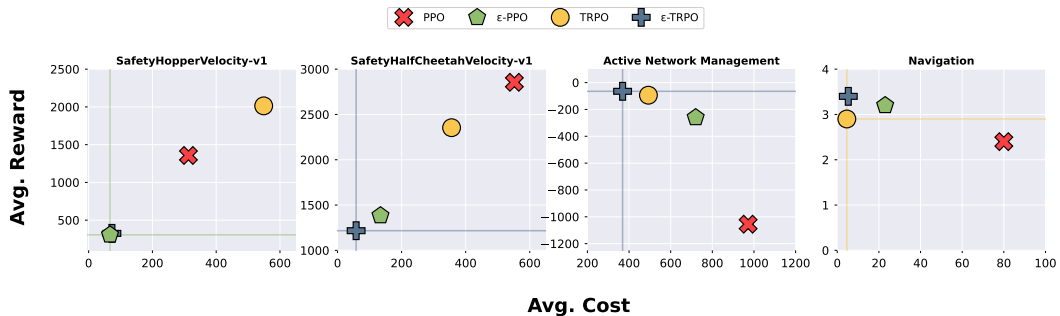 PPO ε-PPO TRPO ε-TRPO
Avg. Reward
SafetyHopperVelocity-v1
2500
2000
1500
1000
500
0 200 400 600
SafetyHalfCheetahVelocity-v1
3000
2500
2000
1500
1000
0 200 400 600
Active Network Management
0
−200
−400
−600
−800
−1000
−1200
200 400 600 800 1000 1200
Navigation
4
3
2
1
0
0 20 40 60 80 100
Avg. Cost